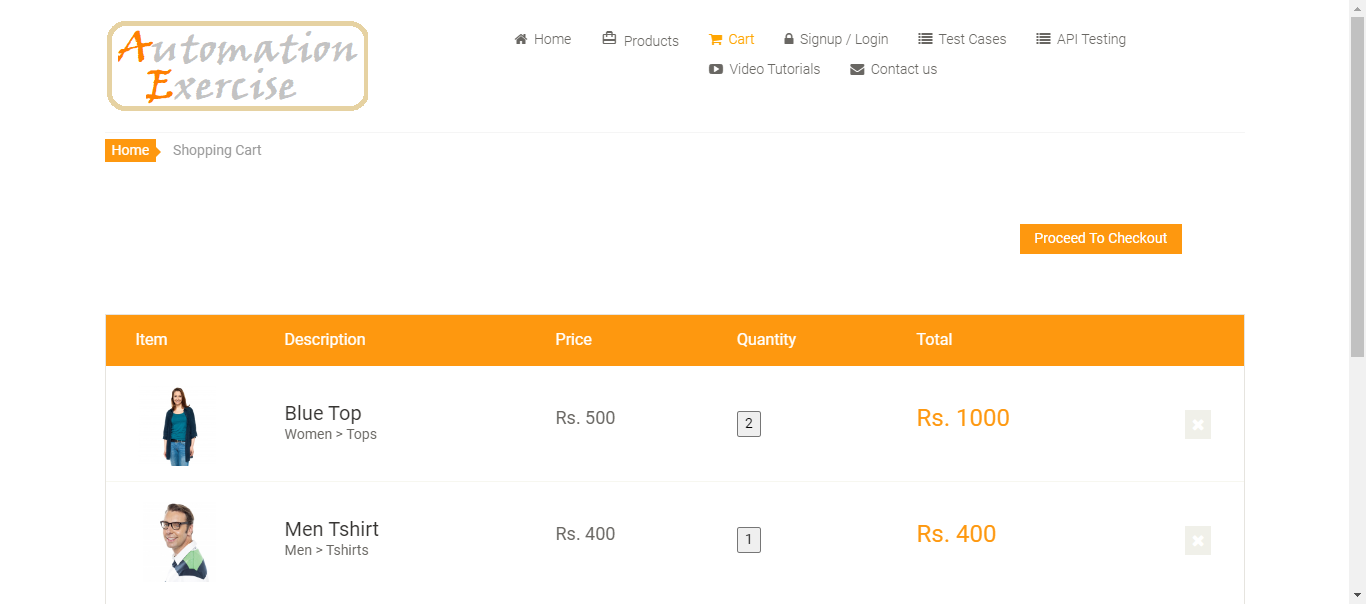 Automation
Exercise
Home Products Cart Signup / Login Test Cases API Testing
Video Tutorials Contact us
Home Shopping Cart
Proceed To Checkout
Item Description Price Quantity Total
Blue Top
Women > Tops
Rs. 500
2
Rs. 1000
Men Tshirt
Men > Tshirts
Rs. 400
1
Rs. 400